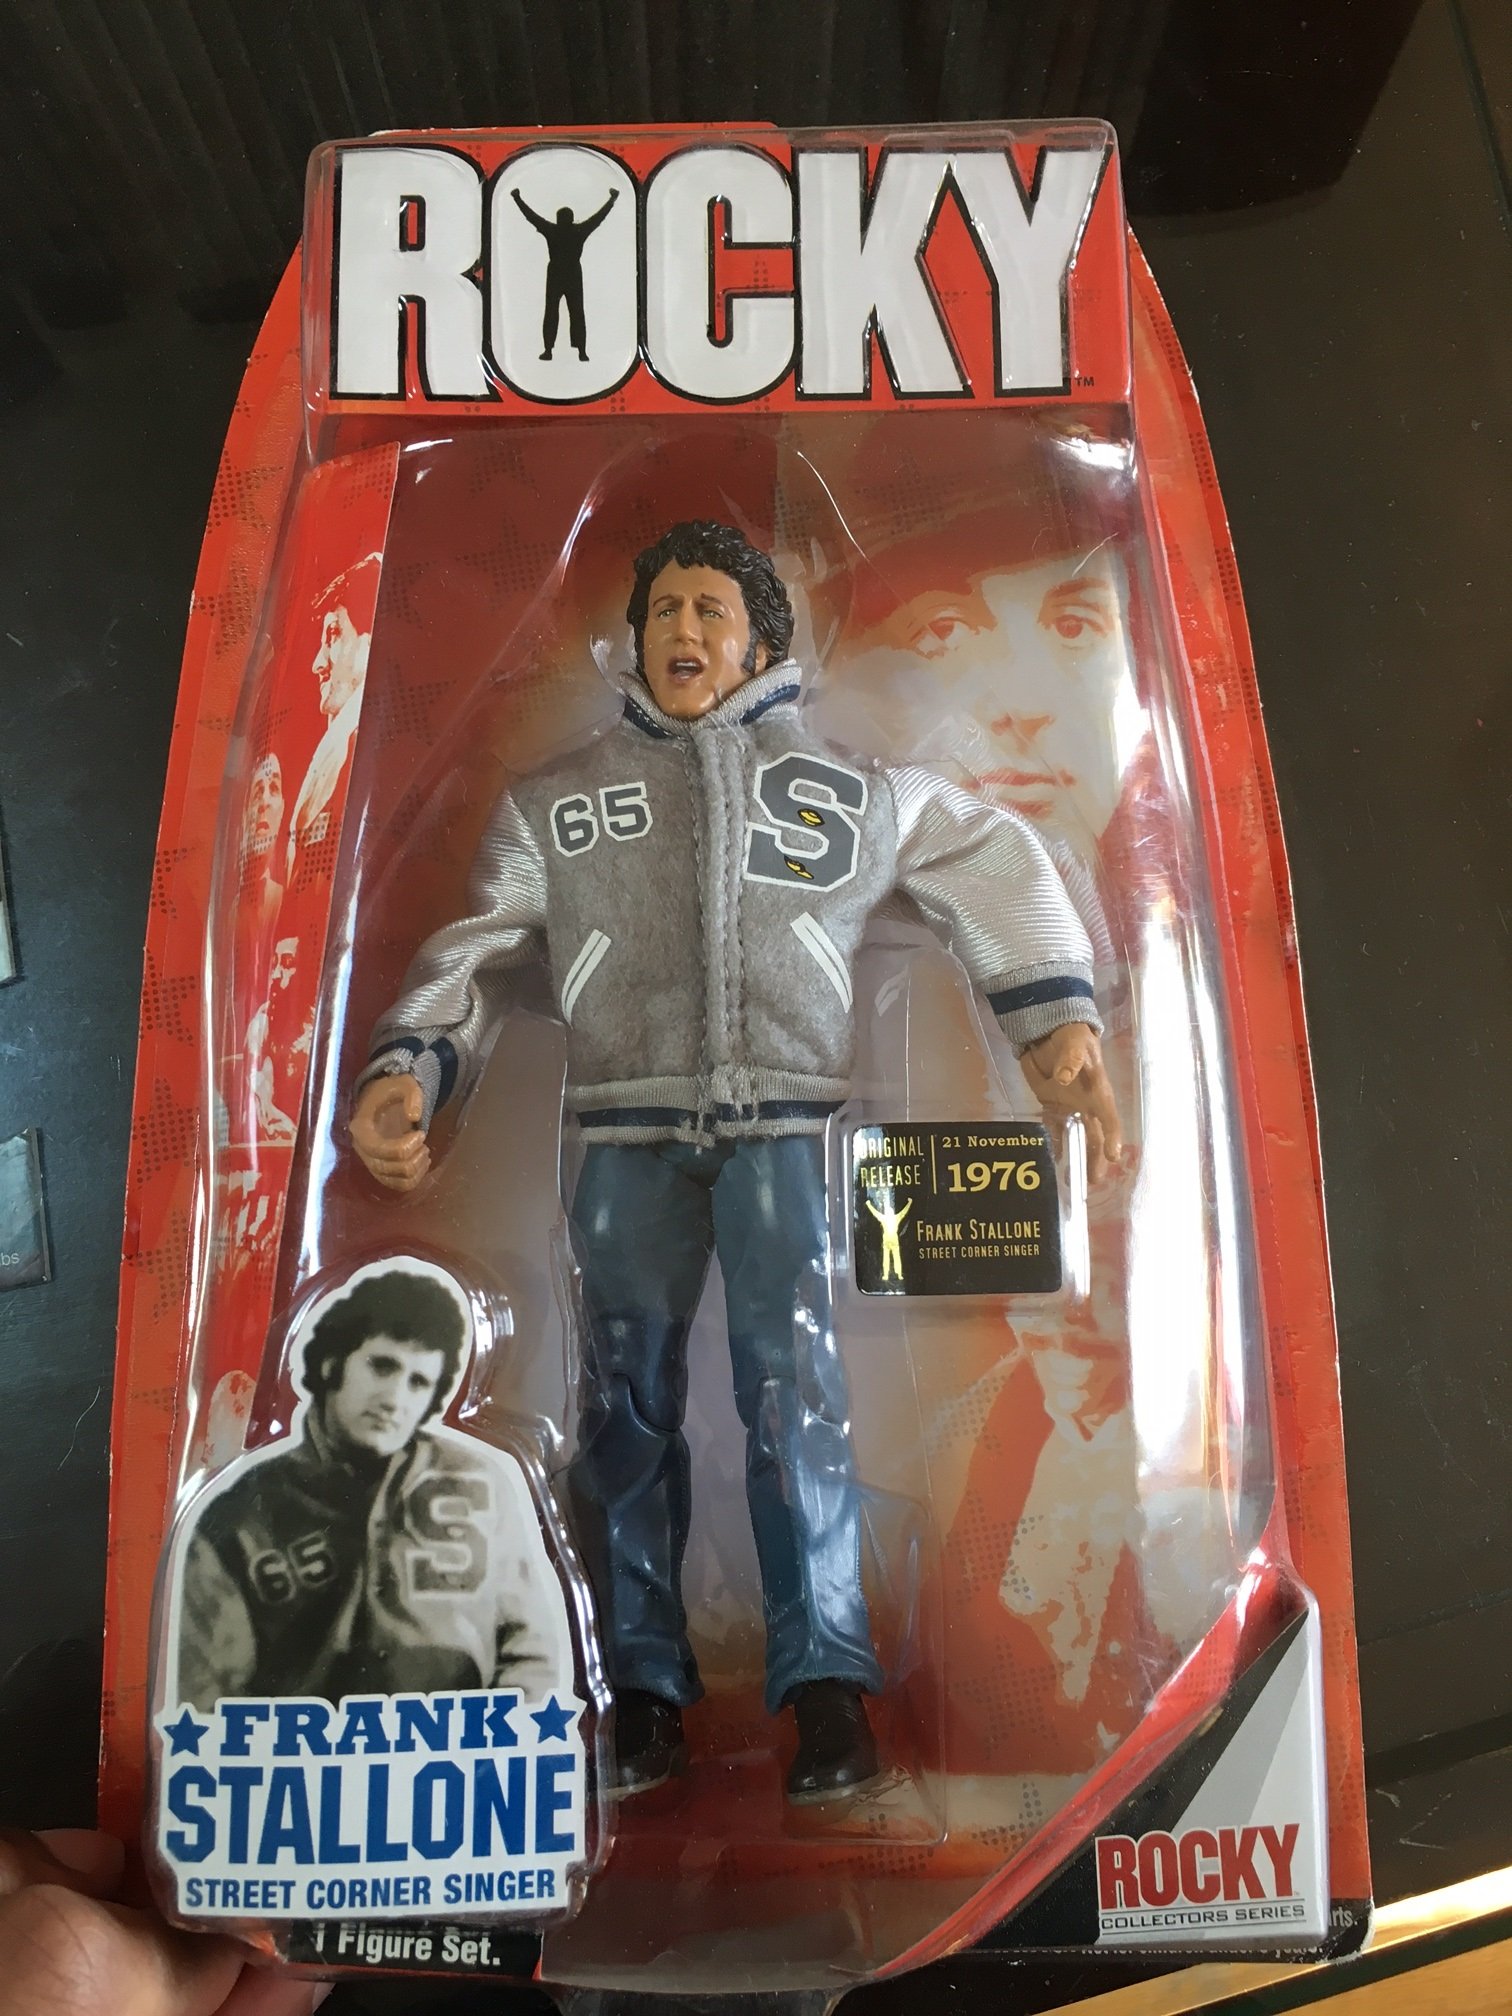 ROCKY
TM
65 S
ORIGINAL RELEASE
21 November
1976
FRANK STALLONE
STREET CORNER SINGER
65 S
FRANK
STALLONE
STREET CORNER SINGER
1 Figure Set.
ROCKY
COLLECTORS SERIES